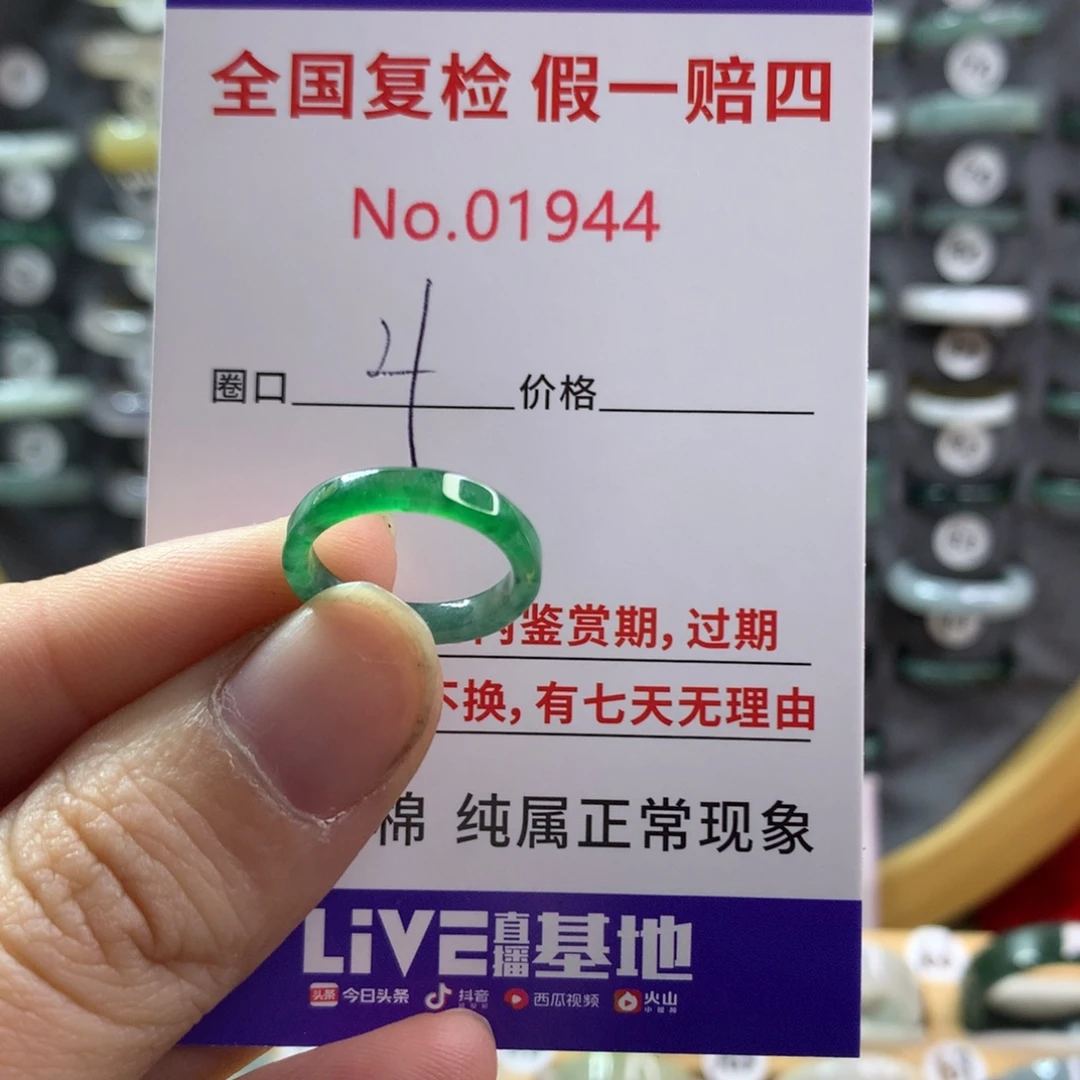 全国复检 假一赔四
No.01944
圈口 4 价格
内鉴赏期,过期
不换,有七天无理由
棉 纯属正常现象
LiVE直播基地
头条 今日头条 抖音 西瓜视频 火山